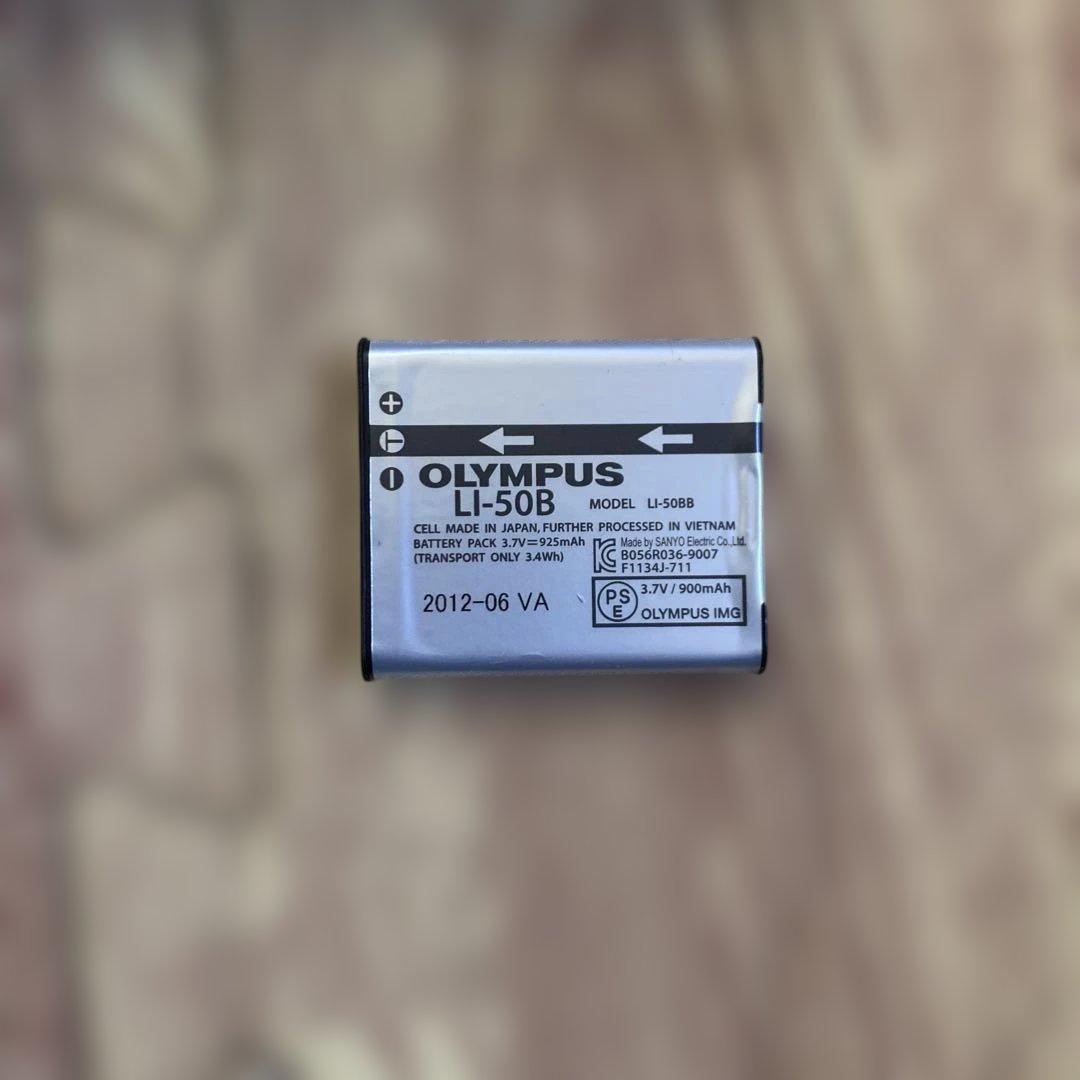 OLYMPUS
LI-50B MODEL LI-50BB
CELL MADE IN JAPAN, FURTHER PROCESSED IN VIETNAM
BATTERY PACK 3.7V⎓925mAh
(TRANSPORT ONLY 3.4Wh)
Made by SANYO Electric Co.,Ltd.
B056R036-9007
F1134J-711
2012-06 VA
PS
E
3.7V / 900mAh
OLYMPUS IMG